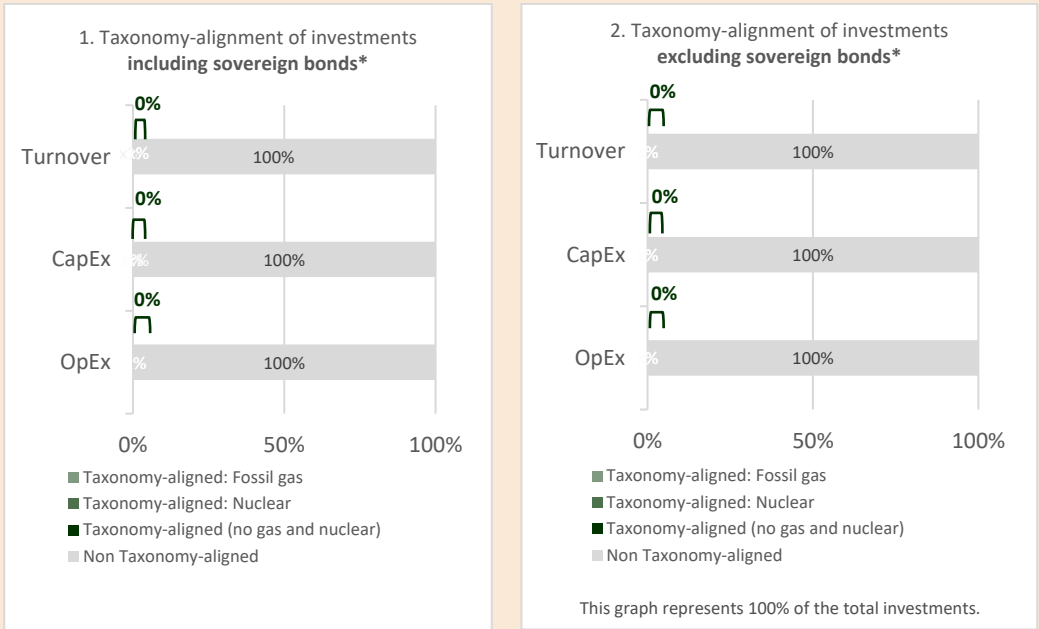 1. Taxonomy-alignment of investments
including sovereign bonds*
0%
Turnover
100%
0%
CapEx
100%
0%
OpEx
100%
0% 50% 100%
Taxonomy-aligned: Fossil gas
Taxonomy-aligned: Nuclear
Taxonomy-aligned (no gas and nuclear)
Non Taxonomy-aligned
2. Taxonomy-alignment of investments
excluding sovereign bonds*
0%
Turnover % 100%
0%
CapEx % 100%
0%
OpEx % 100%
0% 50% 100%
Taxonomy-aligned: Fossil gas
Taxonomy-aligned: Nuclear
Taxonomy-aligned (no gas and nuclear)
Non Taxonomy-aligned
This graph represents 100% of the total investments.